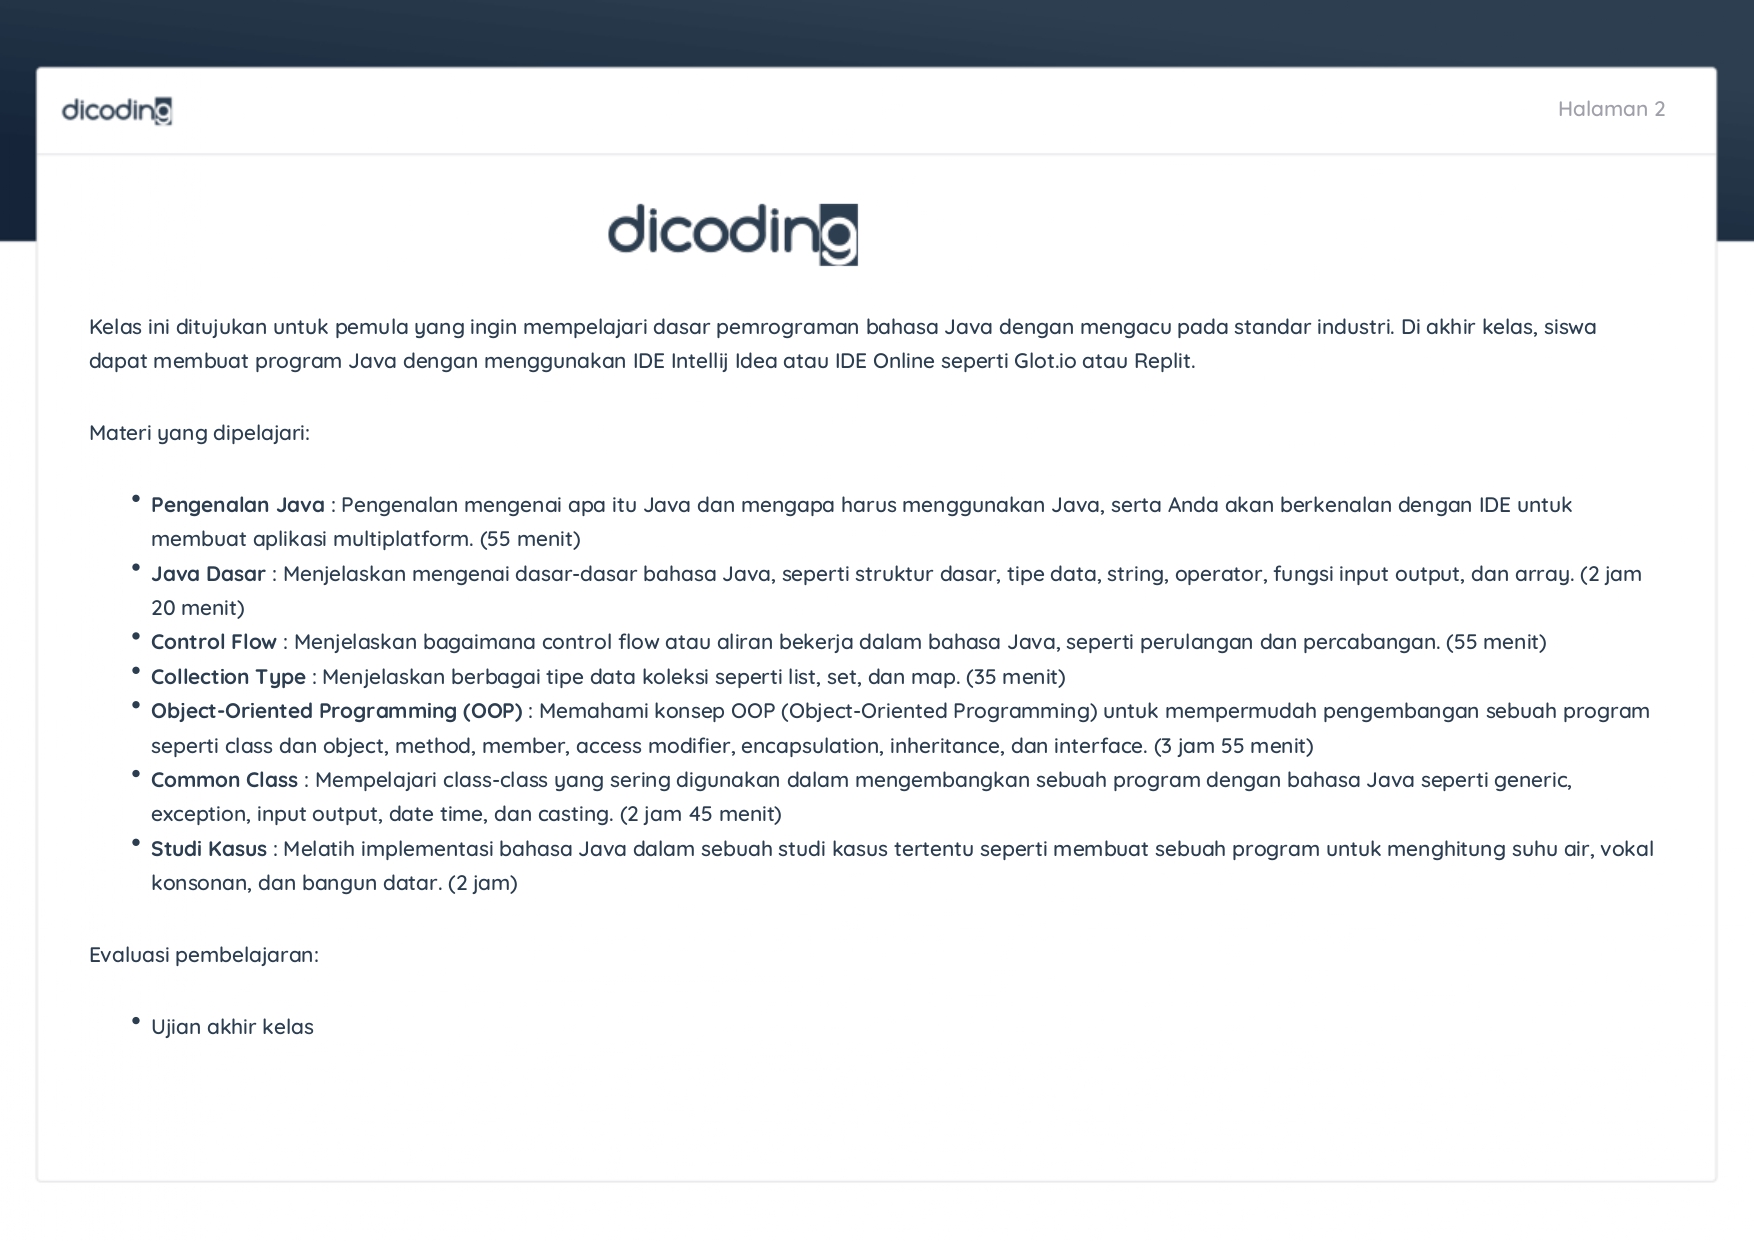 dicoding
Halaman 2
dicoding
Kelas ini ditujukan untuk pemula yang ingin mempelajari dasar pemrograman bahasa Java dengan mengacu pada standar industri. Di akhir kelas, siswa
dapat membuat program Java dengan menggunakan IDE Intellij Idea atau IDE Online seperti Glot.io atau Replit.
Materi yang dipelajari:
• Pengenalan Java : Pengenalan mengenai apa itu Java dan mengapa harus menggunakan Java, serta Anda akan berkenalan dengan IDE untuk
membuat aplikasi multiplatform. (55 menit)
• Java Dasar : Menjelaskan mengenai dasar-dasar bahasa Java, seperti struktur dasar, tipe data, string, operator, fungsi input output, dan array. (2 jam
20 menit)
• Control Flow : Menjelaskan bagaimana control flow atau aliran bekerja dalam bahasa Java, seperti perulangan dan percabangan. (55 menit)
• Collection Type : Menjelaskan berbagai tipe data koleksi seperti list, set, dan map. (35 menit)
• Object-Oriented Programming (OOP) : Memahami konsep OOP (Object-Oriented Programming) untuk mempermudah pengembangan sebuah program
seperti class dan object, method, member, access modifier, encapsulation, inheritance, dan interface. (3 jam 55 menit)
• Common Class : Mempelajari class-class yang sering digunakan dalam mengembangkan sebuah program dengan bahasa Java seperti generic,
exception, input output, date time, dan casting. (2 jam 45 menit)
• Studi Kasus : Melatih implementasi bahasa Java dalam sebuah studi kasus tertentu seperti membuat sebuah program untuk menghitung suhu air, vokal
konsonan, dan bangun datar. (2 jam)
Evaluasi pembelajaran:
• Ujian akhir kelas